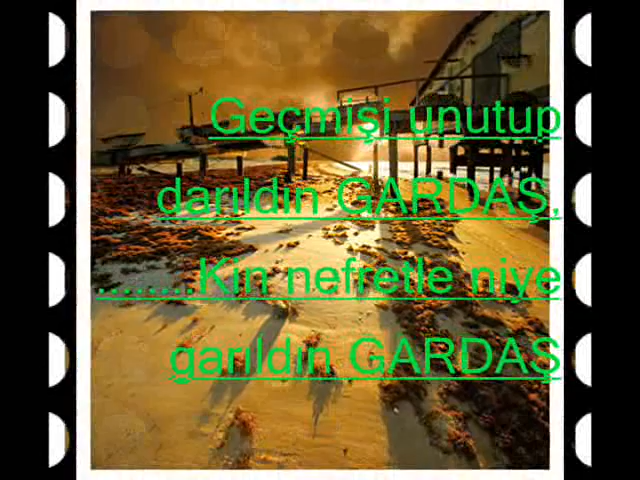 Geçmişi unutup
darıldın GARDAŞ,
........Kin nefretle niye
garıldın GARDAŞ